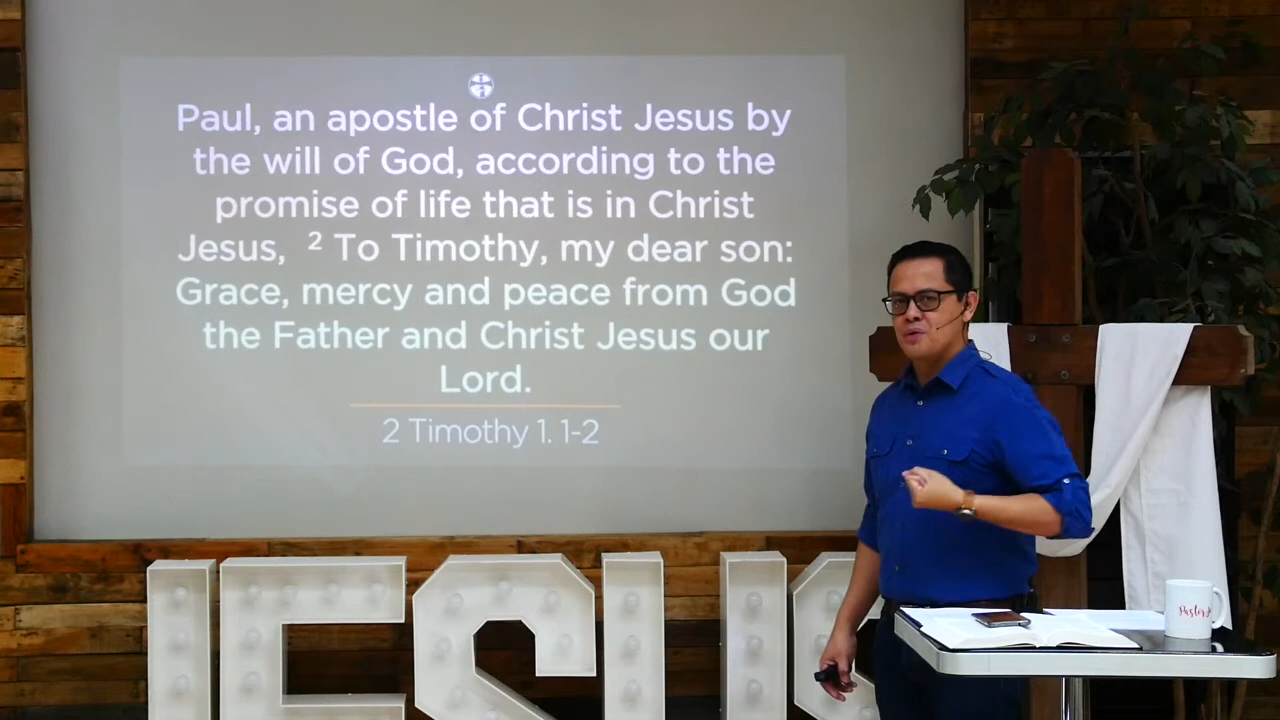 Paul, an apostle of Christ Jesus by
the will of God, according to the
promise of life that is in Christ
Jesus, ² To Timothy, my dear son:
Grace, mercy and peace from God
the Father and Christ Jesus our
Lord.
2 Timothy 1. 1-2
JESUS